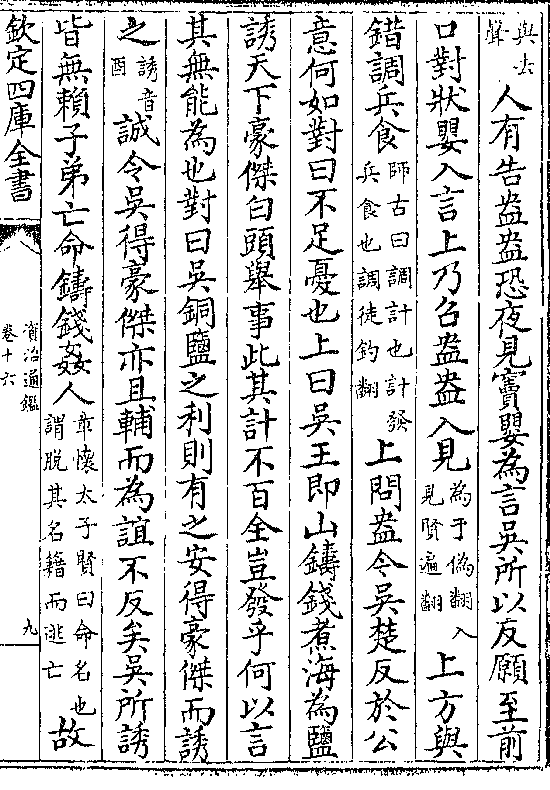 與去
聲
人有告盎盎恐夜見竇嬰為言吳所以反願至前
口對狀嬰入言上乃召盎盎入見
為于偽翻入
見賢遍翻
上方與
錯調兵食
師古曰調計也計發
兵食也調徒釣翻
上問盎今吳楚反於公
意何如對曰不足憂也上曰吳王即山鑄錢煮海為鹽
誘天下豪傑白頭舉事此其計不百全豈發乎何以言
其無能為也對曰吳銅鹽之利則有之安得豪傑而誘
之
誘音
酉
誠令吳得豪傑亦且輔而為誼不反矣吳所誘
皆無賴子弟亡命鑄錢姦人
章懷太子賢曰命名也
謂脫其名籍而逃亡
故
欽定四庫全書
資治通鑑
卷十六
九